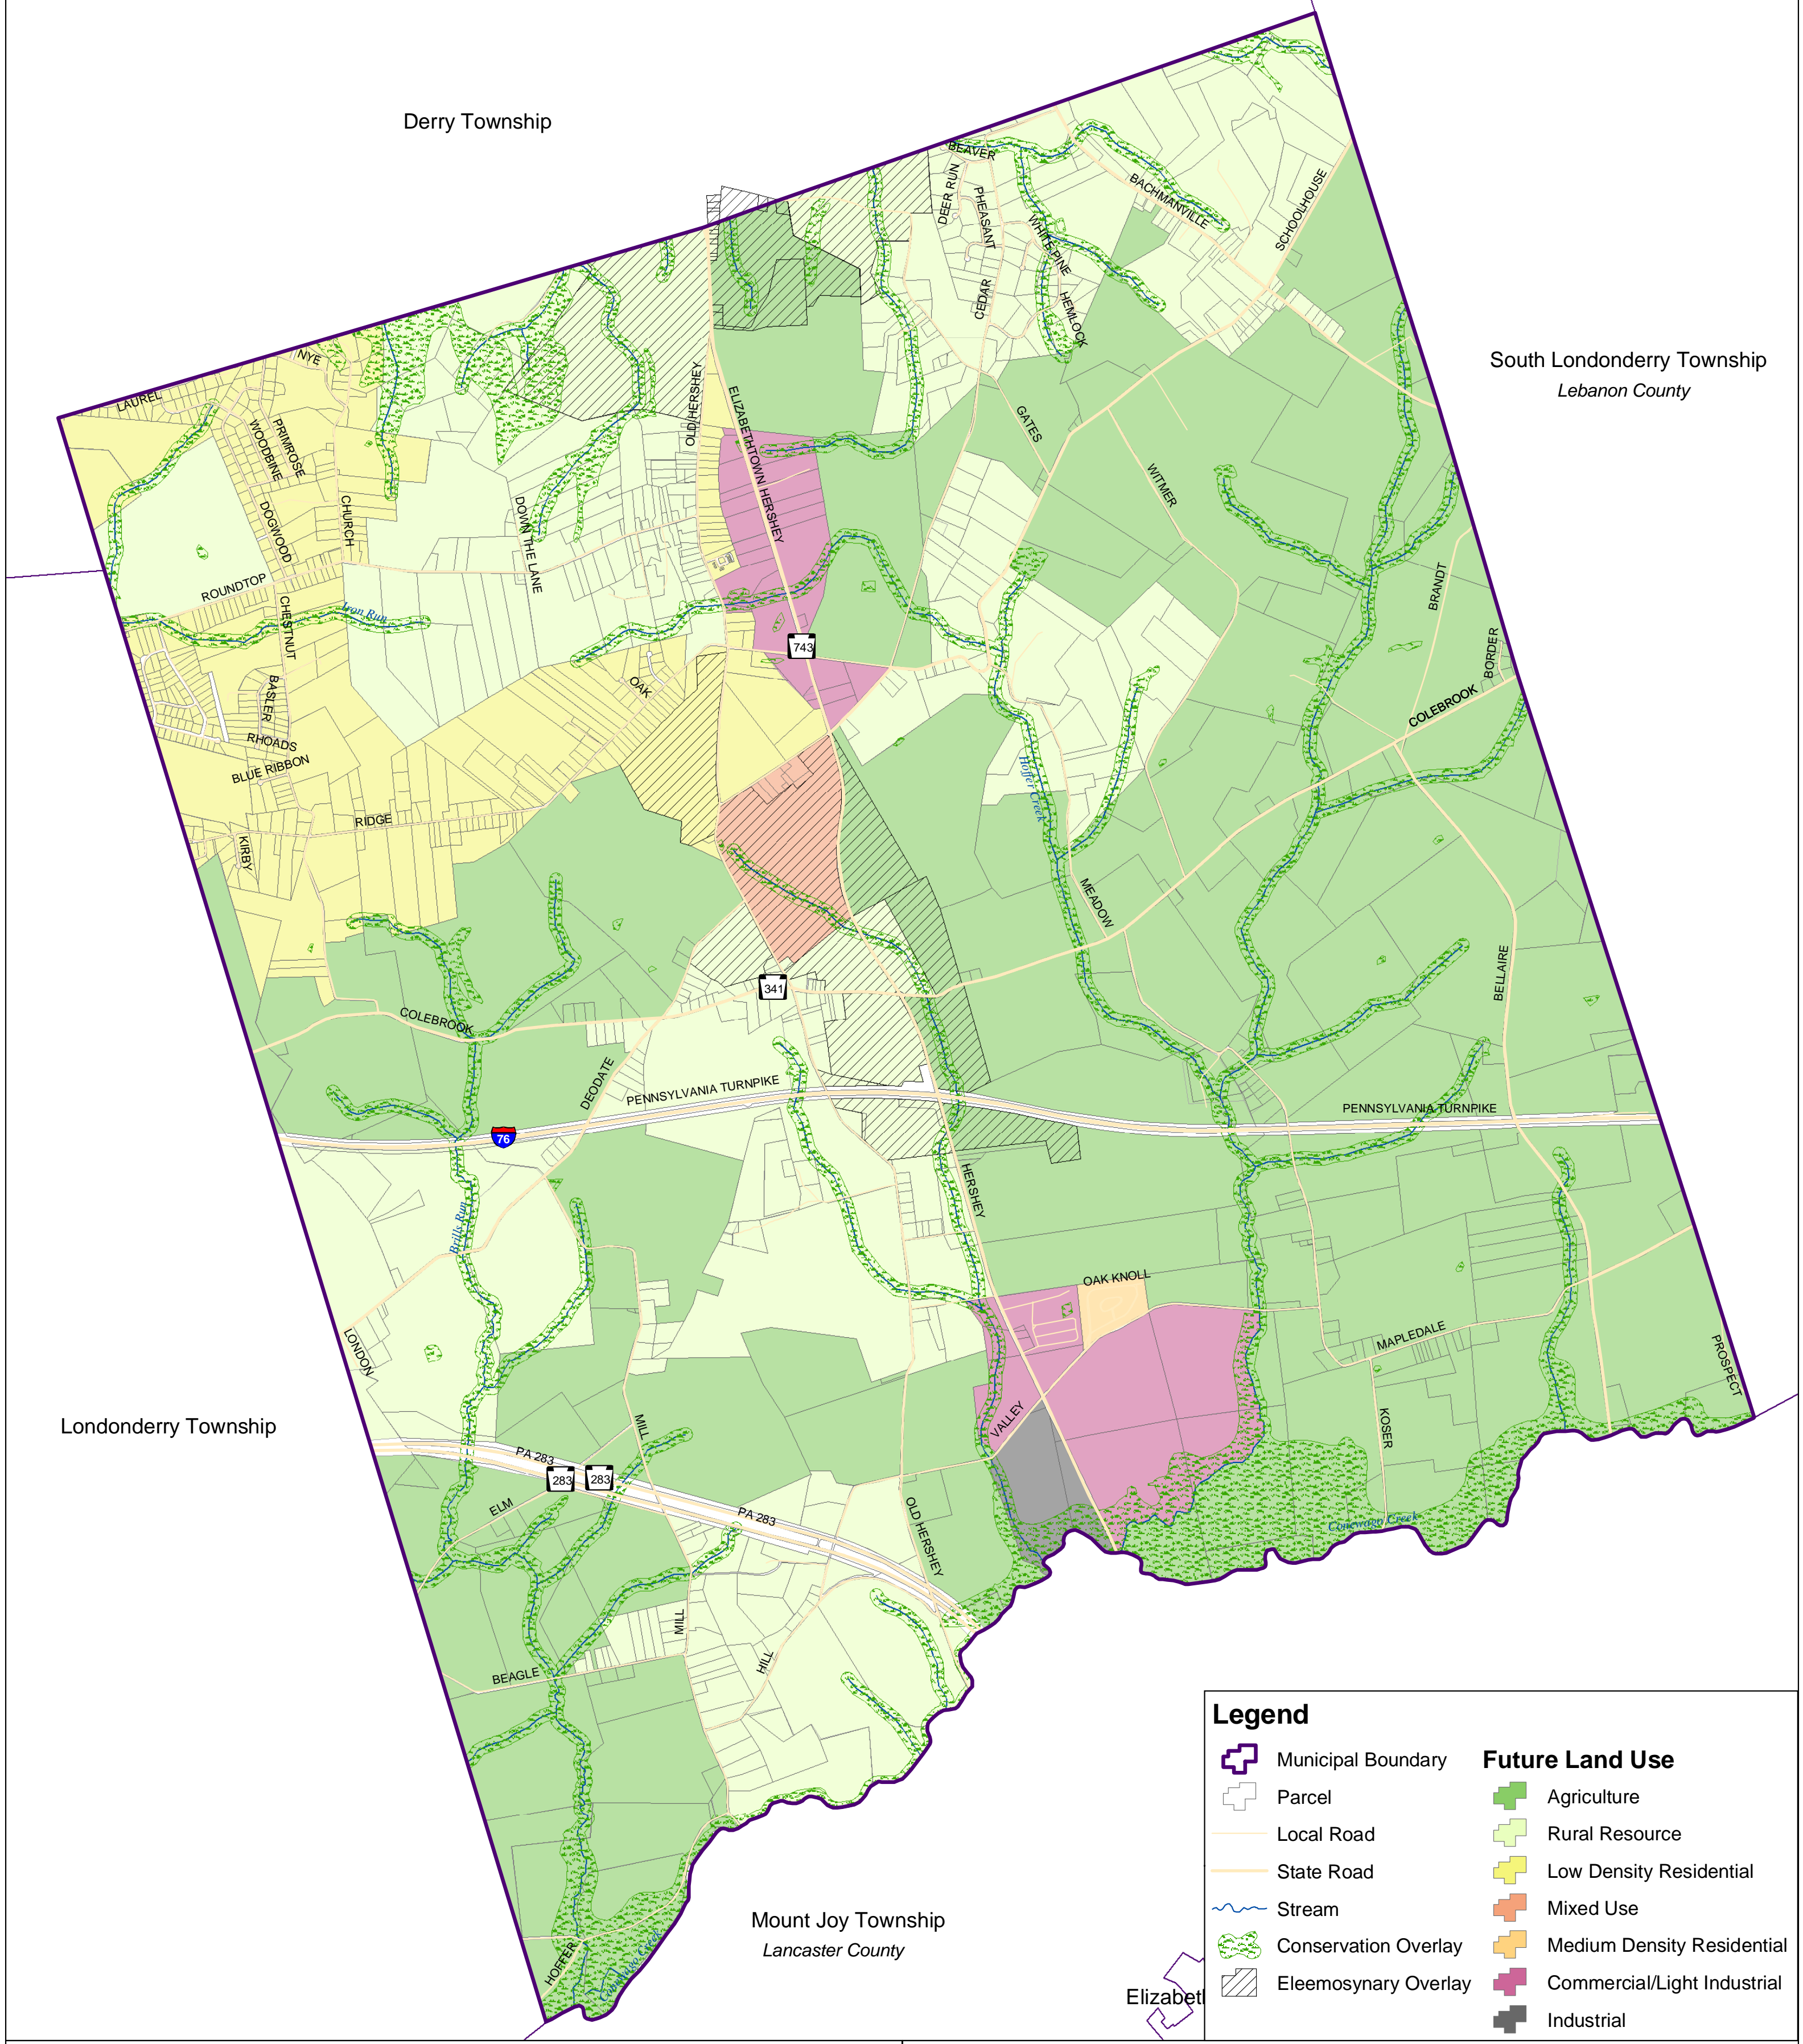 Derry Township
BEAVER
DEER RUN
PHEASANT
BACHMANVILLE
SCHOOLHOUSE
WHITE PINE
CEDAR
HEMLOCK
South Londonderry Township
Lebanon County
NYE
LAUREL
PRIMROSE
WOODBINE
DOGWOOD
CHURCH
DOWN THE LANE
OLD HERSHEY
ELIZABETHTOWN HERSHEY
GATES
WITMER
ROUNDTOP
Iron Run
CHESTNUT
BRANDT
BORDER
743
OAK
BASLER
RHOADS
BLUE RIBBON
COLEBROOK
Hoffer Creek
RIDGE
KIRBY
MEADOW
BELLAIRE
341
COLEBROOK
DEODATE
PENNSYLVANIA TURNPIKE
PENNSYLVANIA TURNPIKE
76
HERSHEY
Brills Run
OAK KNOLL
LONDON
MAPLEDALE
PROSPECT
Londonderry Township
MILL
VALLEY
KOSER
PA 283
283
283
ELM
PA 283
OLD HERSHEY
Conewago Creek
MILL
HILL
BEAGLE
HOFFER
Conewago Creek
Mount Joy Township
Lancaster County
Elizabet
Legend
Municipal Boundary
Parcel
Local Road
State Road
Stream
Conservation Overlay
Eleemosynary Overlay
Future Land Use
Agriculture
Rural Resource
Low Density Residential
Mixed Use
Medium Density Residential
Commercial/Light Industrial
Industrial